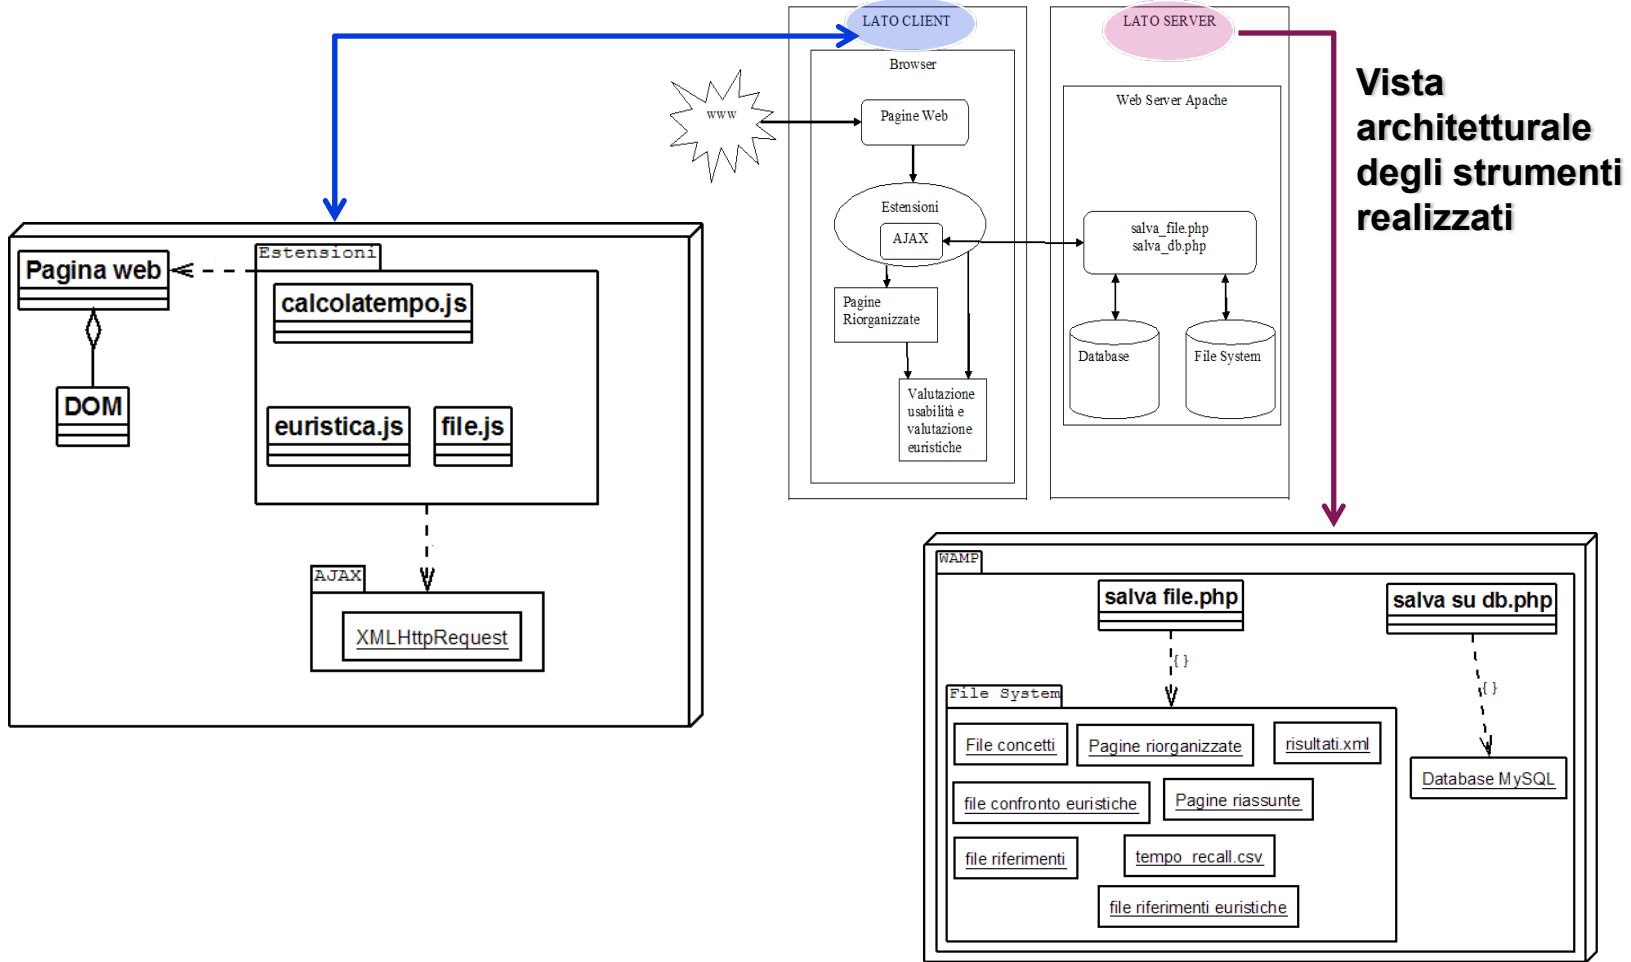 LATO CLIENT
LATO SERVER
Browser
Web Server Apache
Vista
architetturale
degli strumenti
realizzati
WWW
Pagine Web
Estensioni
AJAX
salva_file.php
salva_db.php
Pagine
Riorganizzate
Database
File System
Valutazione
usabilità e
valutazione
euristiche
Pagina web
Estensioni
calcolatempo.js
DOM
euristica.js
file.js
AJAX
XMLHttpRequest
WAMP
salva file.php
salva su db.php
{ }
{ }
File System
File concetti
Pagine riorganizzate
risultati.xml
Database MySQL
file confronto euristiche
Pagine riassunte
file riferimenti
tempo_recall.csv
file riferimenti euristiche